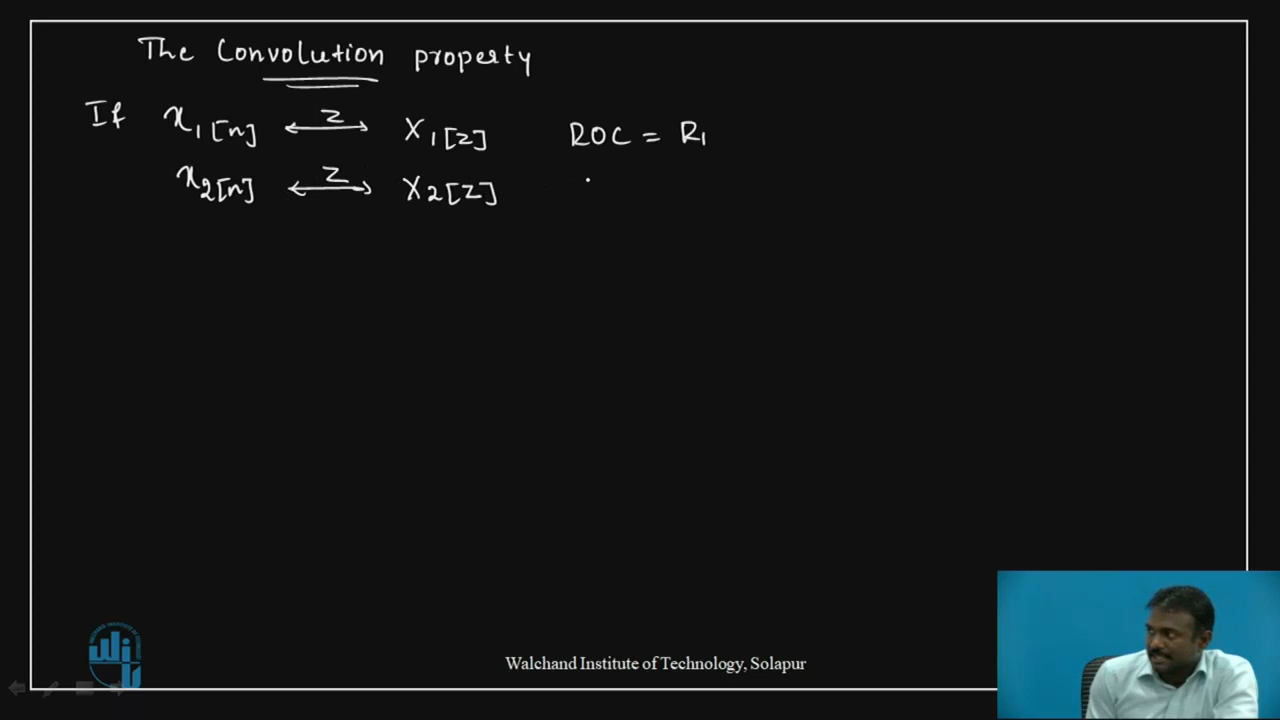 The Convolution property
If x₁[n] ⟷ᶻ X₁[z] ROC = R₁
x₂[n] ⟷ᶻ X₂[z]
Walchand Institute of Technology, Solapur